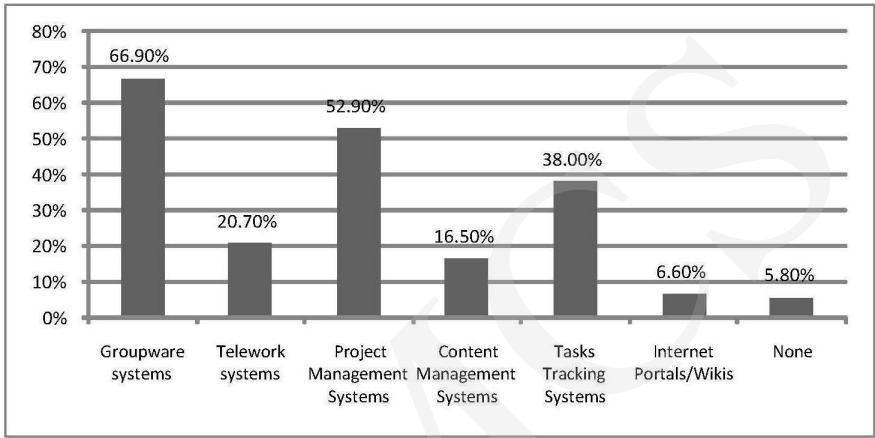 80%
70%
60%
50%
40%
30%
20%
10%
0%
66.90%
20.70%
52.90%
16.50%
38.00%
6.60%
5.80%
Groupware
systems
Telework
systems
Project
Management
Systems
Content
Management
Systems
Tasks
Tracking
Systems
Internet
Portals/Wikis
None